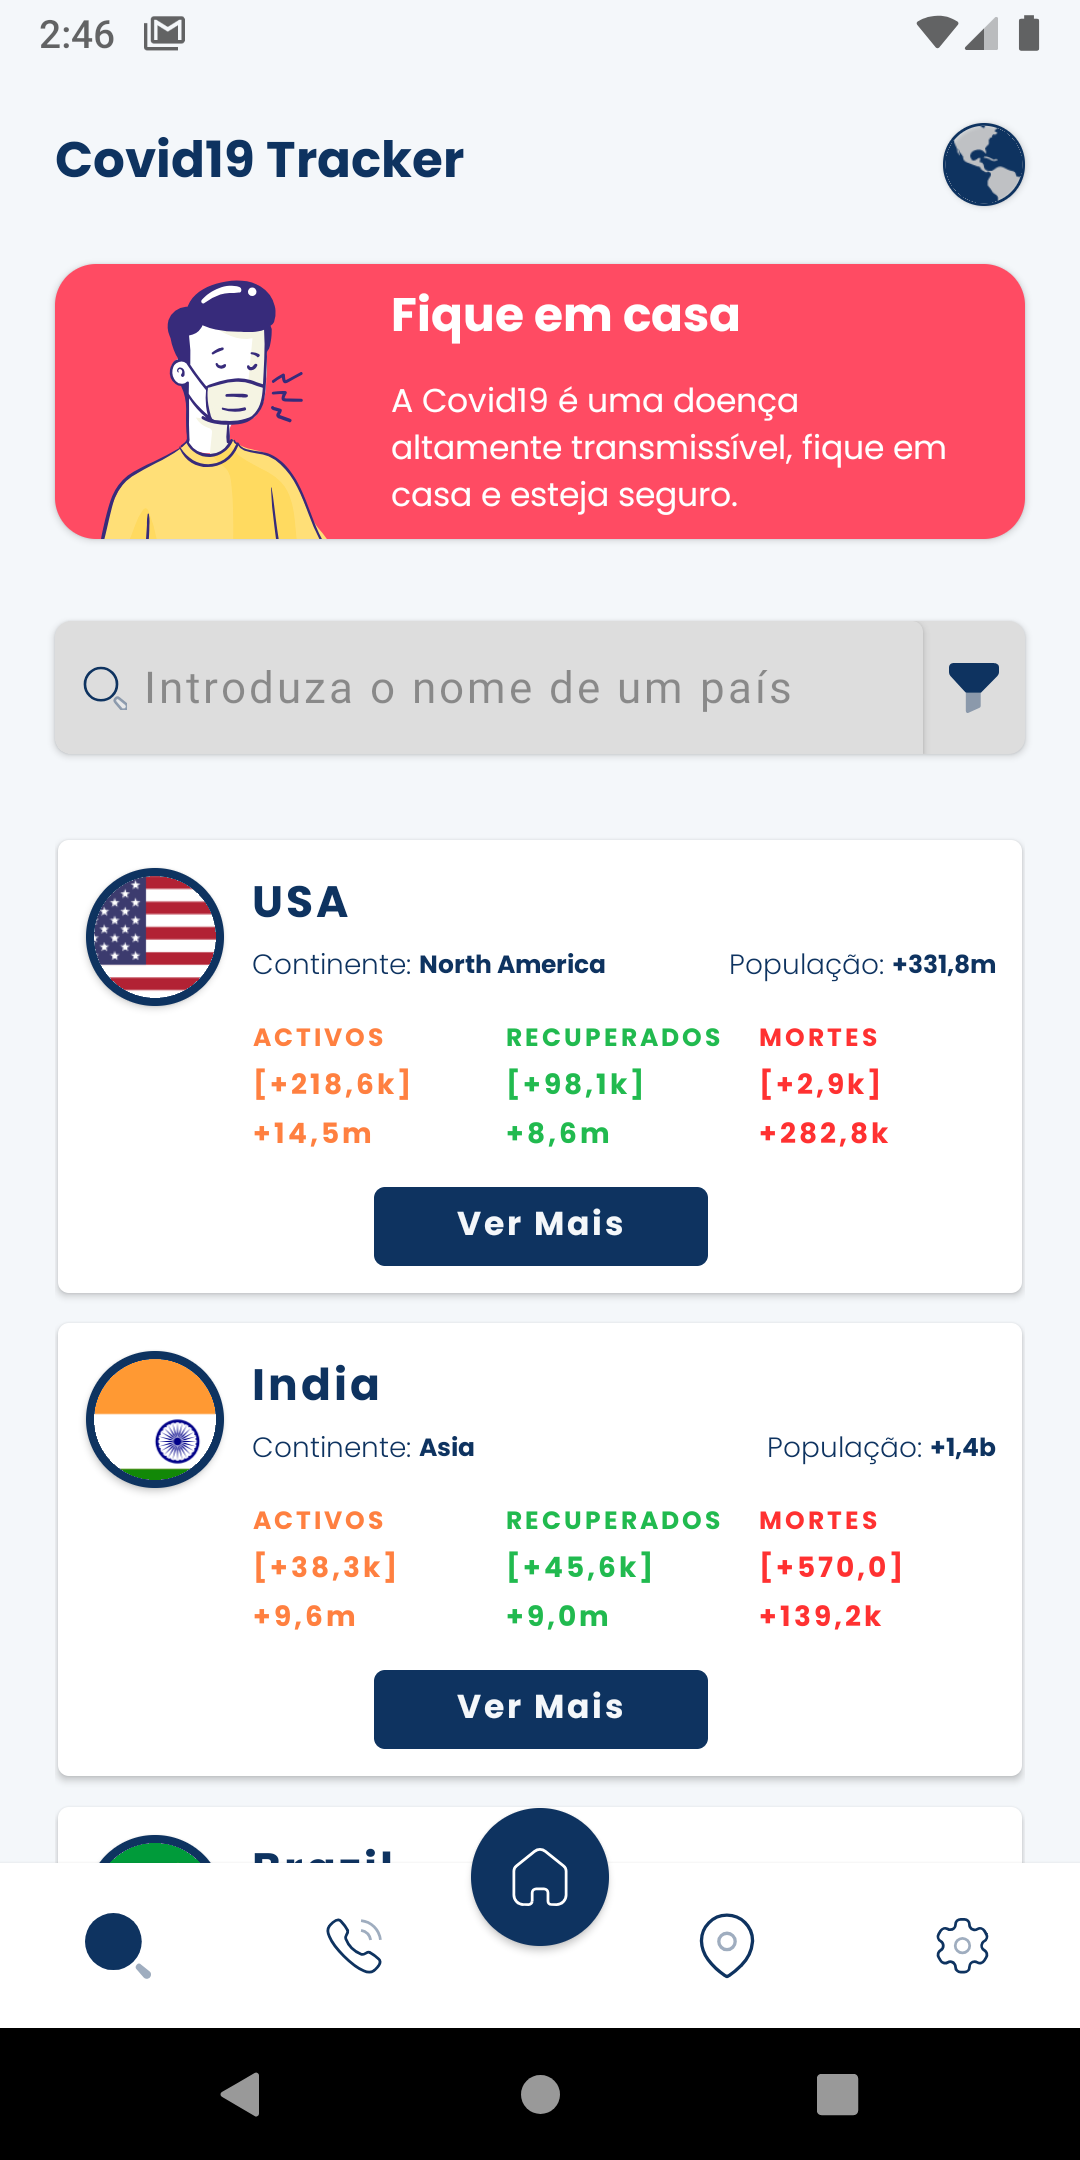 2:46
Covid19 Tracker
Fique em casa
A Covid19 é uma doença
altamente transmissível, fique em
casa e esteja seguro.
Introduza o nome de um país
USA
Continente: North America População: +331,8m
ACTIVOS RECUPERADOS MORTES
[+218,6k] [+98,1k] [+2,9k]
+14,5m +8,6m +282,8k
Ver Mais
India
Continente: Asia População: +1,4b
ACTIVOS RECUPERADOS MORTES
[+38,3k] [+45,6k] [+570,0]
+9,6m +9,0m +139,2k
Ver Mais
Brazil